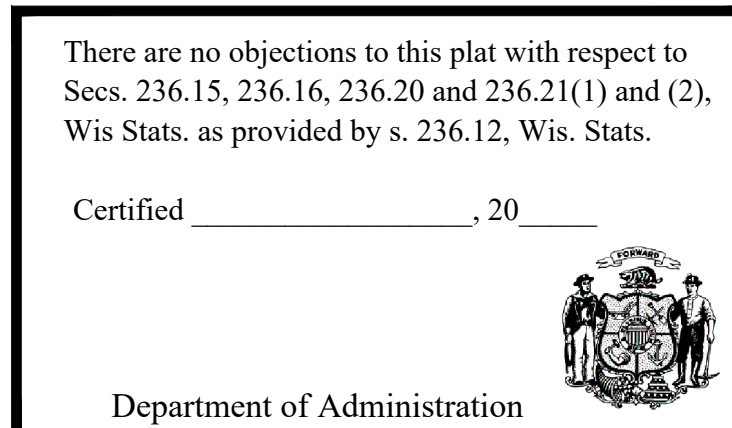 There are no objections to this plat with respect to
Secs. 236.15, 236.16, 236.20 and 236.21(1) and (2),
Wis Stats. as provided by s. 236.12, Wis. Stats.
Certified __________________, 20_____
FORWARD
Department of Administration